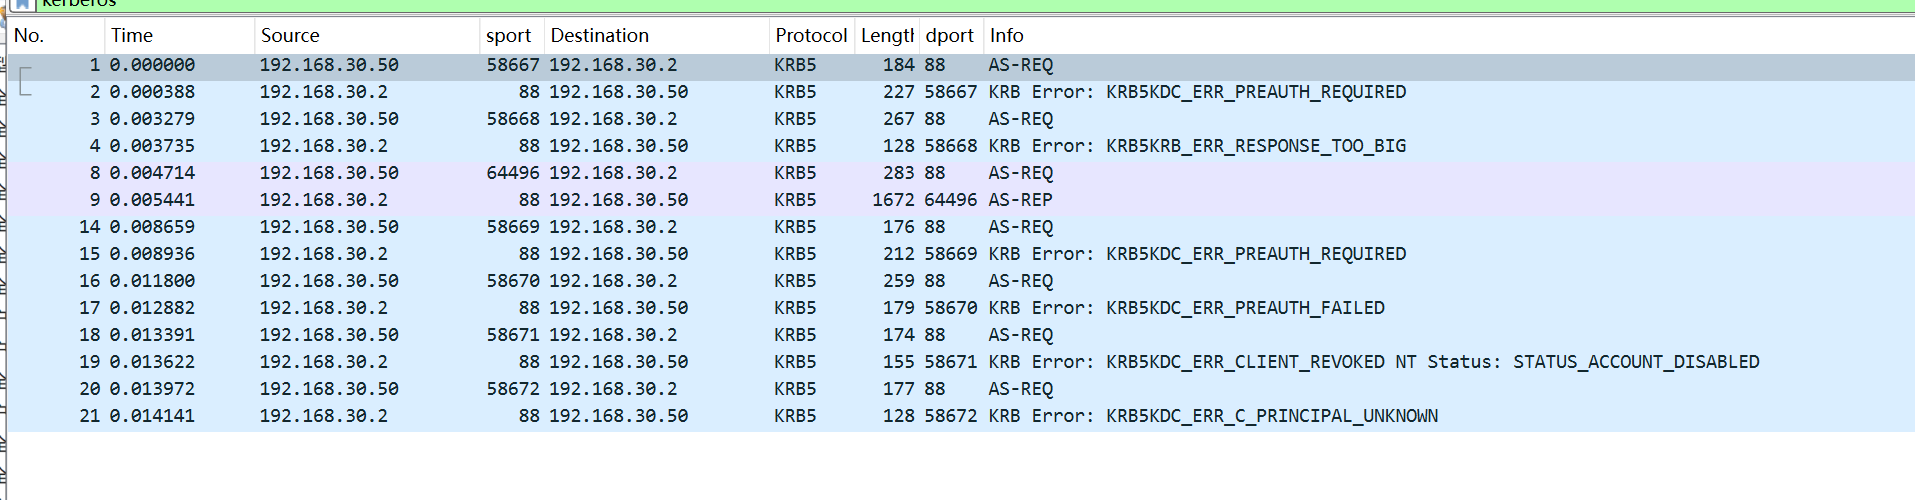 kerberos
No. Time Source sport Destination Protocol Length dport Info
1 0.000000 192.168.30.50 58667 192.168.30.2 KRB5 184 88 AS-REQ
2 0.000388 192.168.30.2 88 192.168.30.50 KRB5 227 58667 KRB Error: KRB5KDC_ERR_PREAUTH_REQUIRED
3 0.003279 192.168.30.50 58668 192.168.30.2 KRB5 267 88 AS-REQ
4 0.003735 192.168.30.2 88 192.168.30.50 KRB5 128 58668 KRB Error: KRB5KRB_ERR_RESPONSE_TOO_BIG
8 0.004714 192.168.30.50 64496 192.168.30.2 KRB5 283 88 AS-REQ
9 0.005441 192.168.30.2 88 192.168.30.50 KRB5 1672 64496 AS-REP
14 0.008659 192.168.30.50 58669 192.168.30.2 KRB5 176 88 AS-REQ
15 0.008936 192.168.30.2 88 192.168.30.50 KRB5 212 58669 KRB Error: KRB5KDC_ERR_PREAUTH_REQUIRED
16 0.011800 192.168.30.50 58670 192.168.30.2 KRB5 259 88 AS-REQ
17 0.012882 192.168.30.2 88 192.168.30.50 KRB5 179 58670 KRB Error: KRB5KDC_ERR_PREAUTH_FAILED
18 0.013391 192.168.30.50 58671 192.168.30.2 KRB5 174 88 AS-REQ
19 0.013622 192.168.30.2 88 192.168.30.50 KRB5 155 58671 KRB Error: KRB5KDC_ERR_CLIENT_REVOKED NT Status: STATUS_ACCOUNT_DISABLED
20 0.013972 192.168.30.50 58672 192.168.30.2 KRB5 177 88 AS-REQ
21 0.014141 192.168.30.2 88 192.168.30.50 KRB5 128 58672 KRB Error: KRB5KDC_ERR_C_PRINCIPAL_UNKNOWN